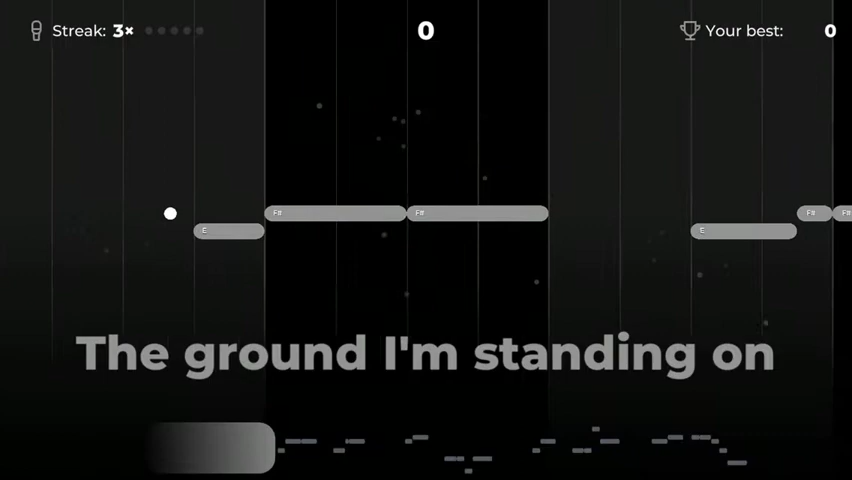 Streak: 3×
0
Your best: 0
F#
F#
F#
F#
E
E
The ground I'm standing on